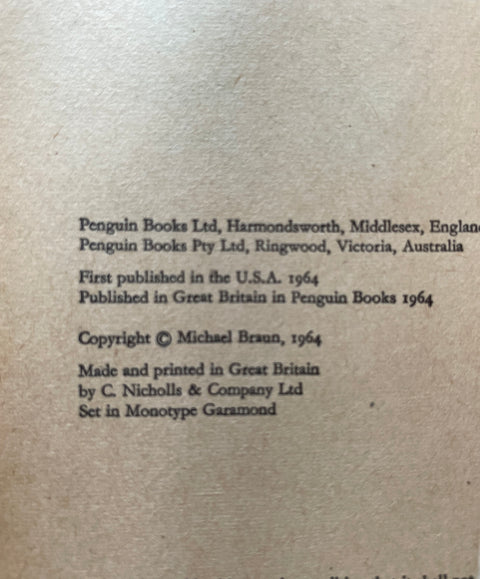 Penguin Books Ltd, Harmondsworth, Middlesex, England
Penguin Books Pty Ltd, Ringwood, Victoria, Australia
First published in the U.S.A. 1964
Published in Great Britain in Penguin Books 1964
Copyright © Michael Braun, 1964
Made and printed in Great Britain
by C. Nicholls & Company Ltd
Set in Monotype Garamond